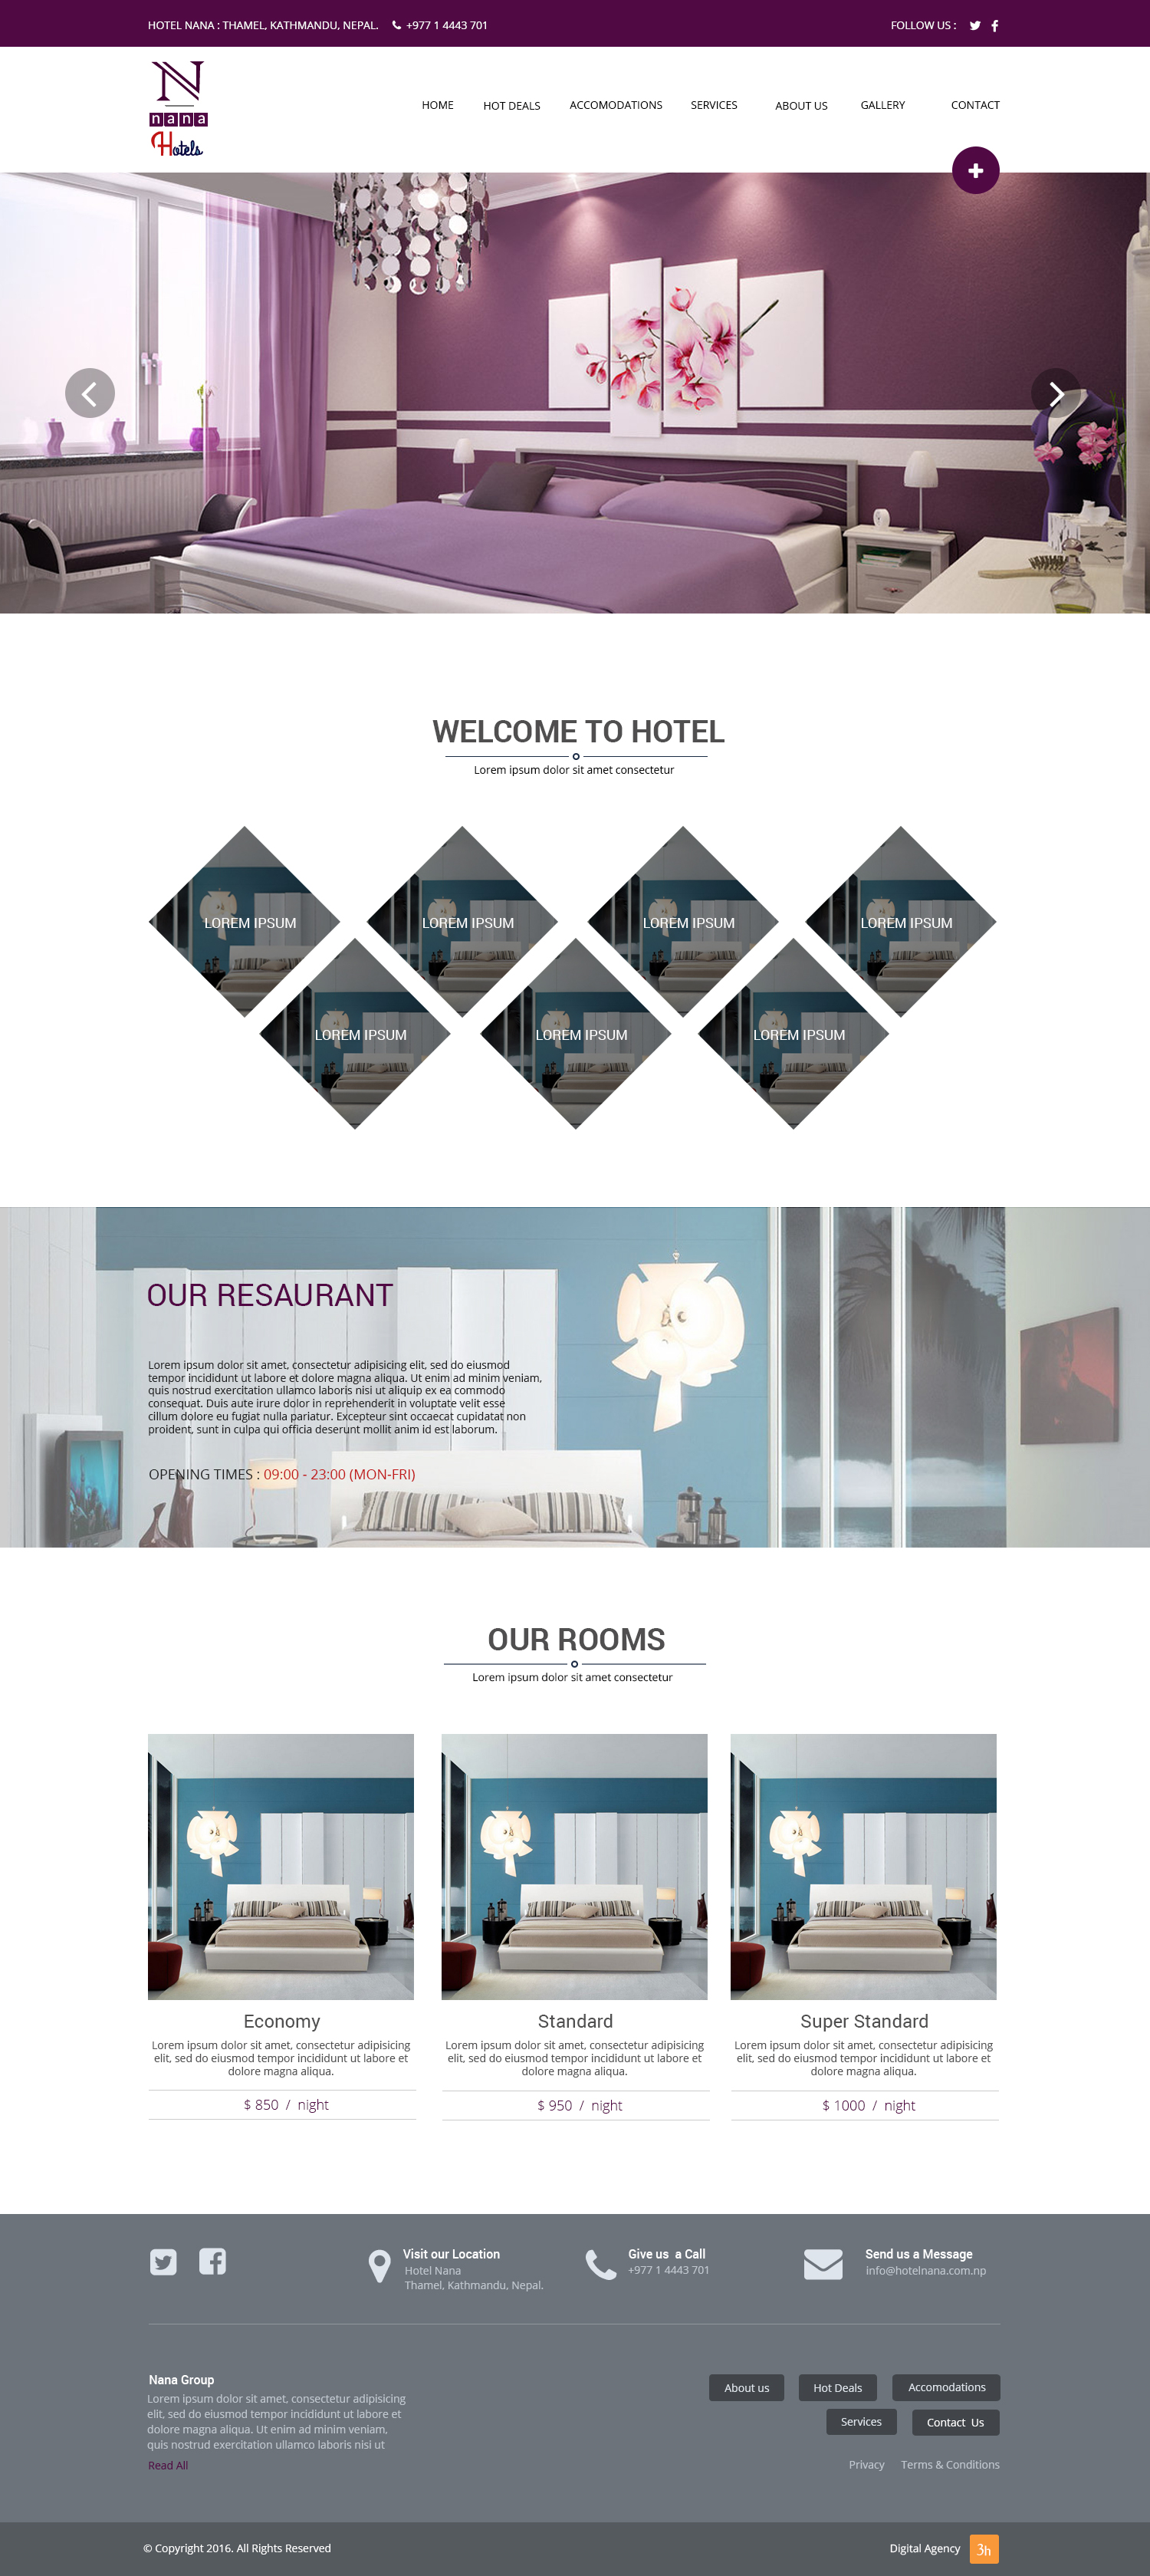 HOTEL NANA : THAMEL, KATHMANDU, NEPAL. +977 1 4443 701
FOLLOW US :
N
nana
Hotels
HOME HOT DEALS ACCOMODATIONS SERVICES ABOUT US GALLERY CONTACT
WELCOME TO HOTEL
Lorem ipsum dolor sit amet consectetur
LOREM IPSUM
LOREM IPSUM
LOREM IPSUM
LOREM IPSUM
LOREM IPSUM
LOREM IPSUM
LOREM IPSUM
OUR RESAURANT
Lorem ipsum dolor sit amet, consectetur adipisicing elit, sed do eiusmod
tempor incididunt ut labore et dolore magna aliqua. Ut enim ad minim veniam,
quis nostrud exercitation ullamco laboris nisi ut aliquip ex ea commodo
consequat. Duis aute irure dolor in reprehenderit in voluptate velit esse
cillum dolore eu fugiat nulla pariatur. Excepteur sint occaecat cupidatat non
proident, sunt in culpa qui officia deserunt mollit anim id est laborum.
OPENING TIMES : 09:00 - 23:00 (MON-FRI)
OUR ROOMS
Lorem ipsum dolor sit amet consectetur
Economy
Lorem ipsum dolor sit amet, consectetur adipisicing
elit, sed do eiusmod tempor incididunt ut labore et
dolore magna aliqua.
$ 850 / night
Standard
Lorem ipsum dolor sit amet, consectetur adipisicing
elit, sed do eiusmod tempor incididunt ut labore et
dolore magna aliqua.
$ 950 / night
Super Standard
Lorem ipsum dolor sit amet, consectetur adipisicing
elit, sed do eiusmod tempor incididunt ut labore et
dolore magna aliqua.
$ 1000 / night
Visit our Location
Hotel Nana
Thamel, Kathmandu, Nepal.
Give us a Call
+977 1 4443 701
Send us a Message
info@hotelnana.com.np
Nana Group
Lorem ipsum dolor sit amet, consectetur adipisicing
elit, sed do eiusmod tempor incididunt ut labore et
dolore magna aliqua. Ut enim ad minim veniam,
quis nostrud exercitation ullamco laboris nisi ut
Read All
About us Hot Deals Accomodations
Services Contact Us
Privacy Terms & Conditions
© Copyright 2016. All Rights Reserved
Digital Agency 3h